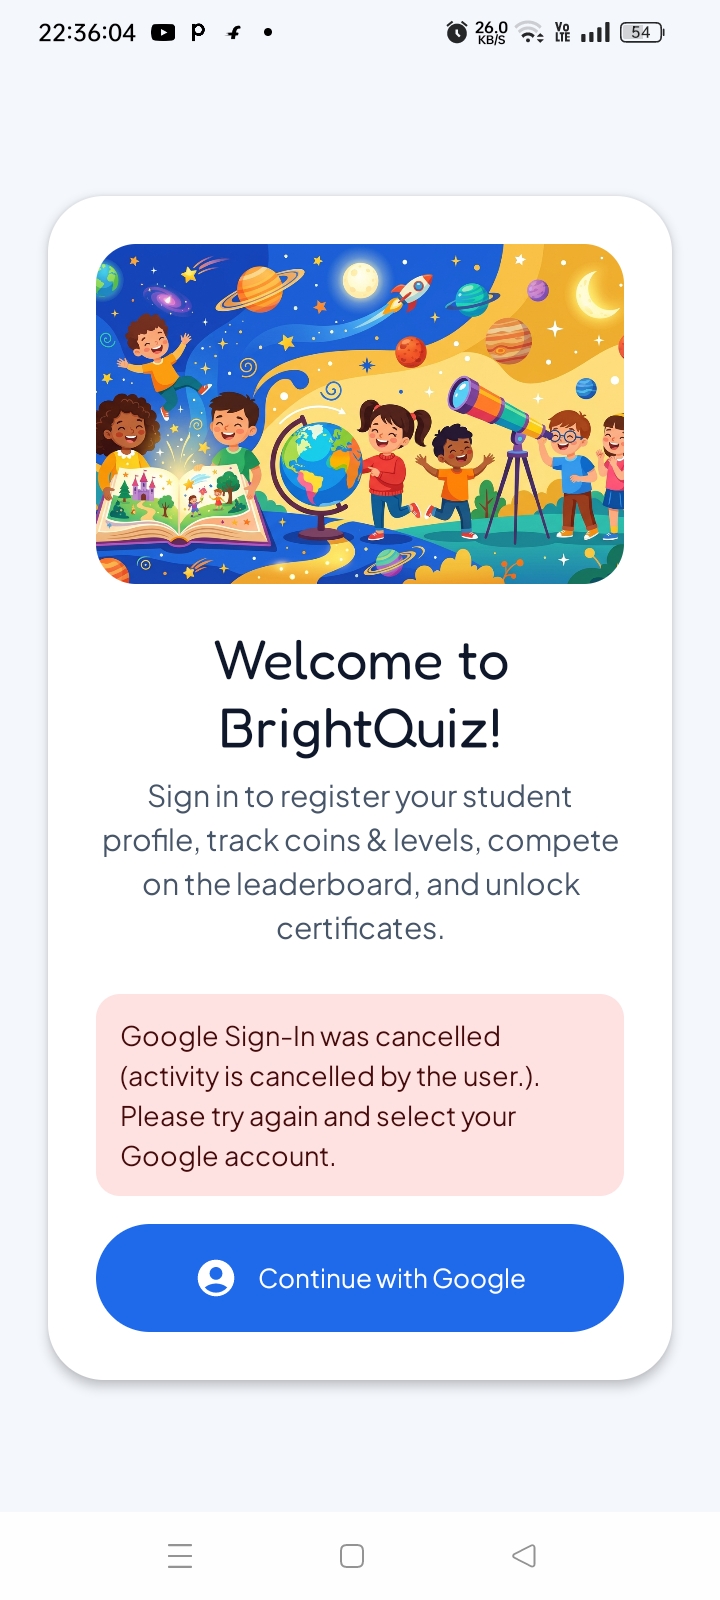 22:36:04
26.0
KB/S
Vo
LTE
54
Welcome to
BrightQuiz!
Sign in to register your student
profile, track coins & levels, compete
on the leaderboard, and unlock
certificates.
Google Sign-In was cancelled
(activity is cancelled by the user.).
Please try again and select your
Google account.
Continue with Google